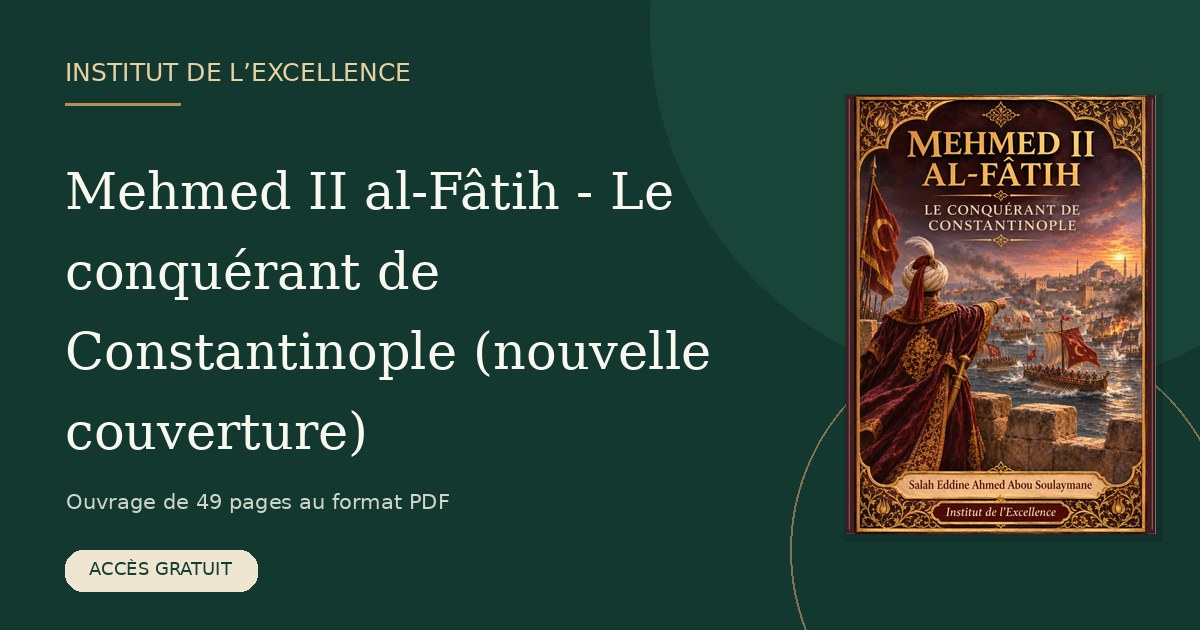 INSTITUT DE L’EXCELLENCE
Mehmed II al-Fâtih - Le
conquérant de
Constantinople (nouvelle
couverture)
Ouvrage de 49 pages au format PDF
ACCÈS GRATUIT
MEHMED II
AL-FÂTIH
LE CONQUÉRANT DE
CONSTANTINOPLE
Salah Eddine Ahmed Abou Soulaymane
Institut de l'Excellence